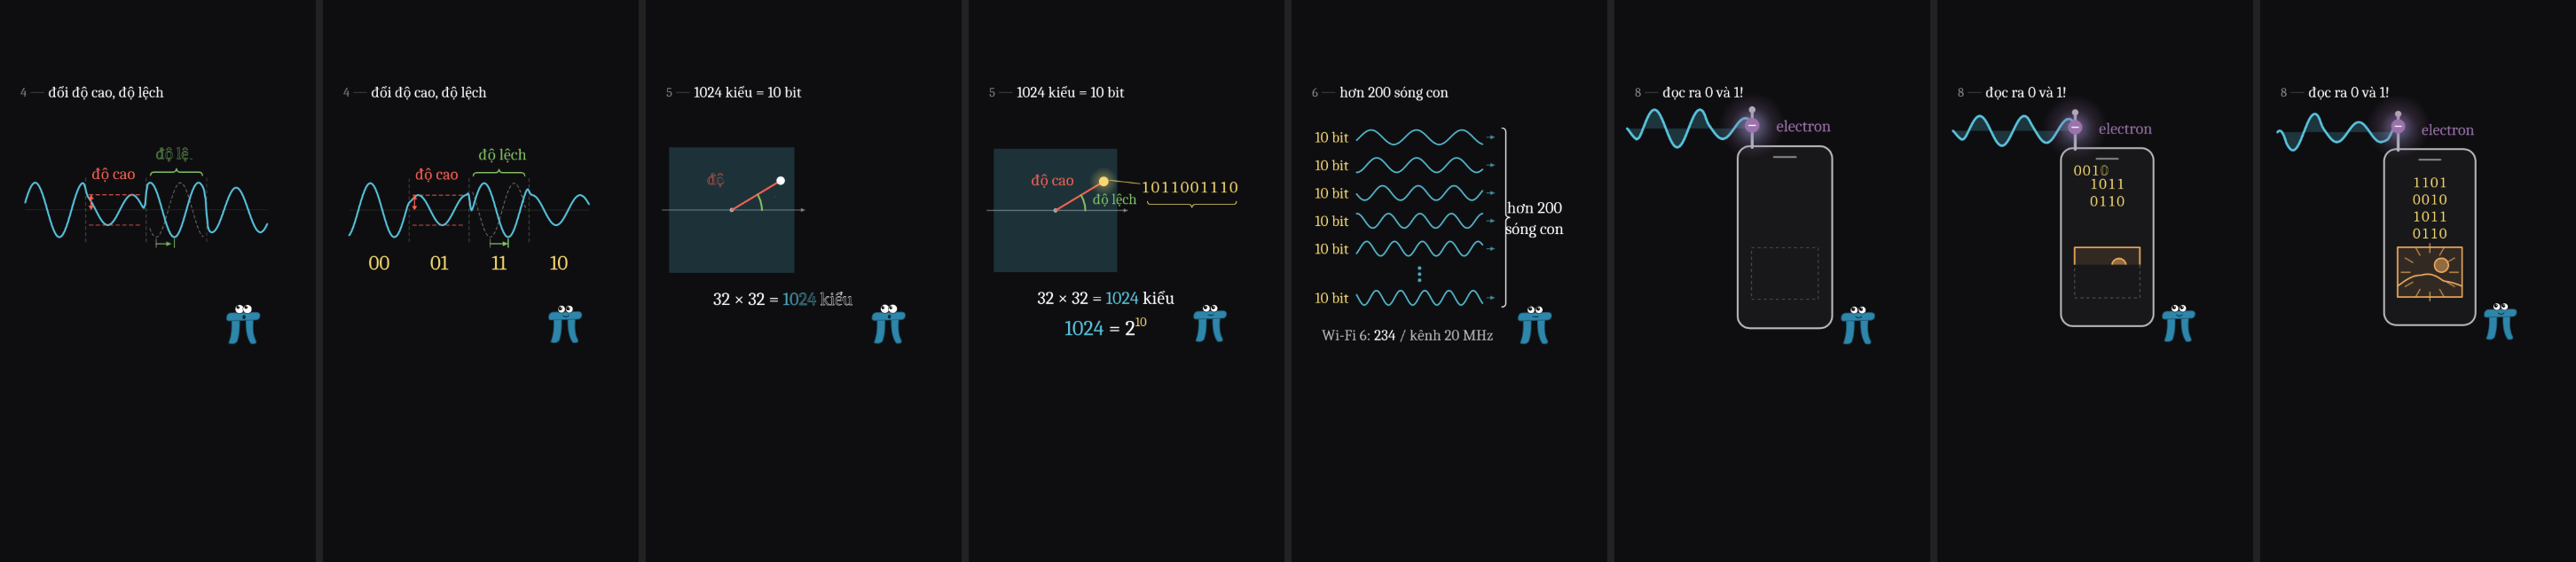 4 — đổi độ cao, độ lệch
độ lệ
độ cao
4 — đổi độ cao, độ lệch
độ lệch
độ cao
00 01 11 10
5 — 1024 kiểu = 10 bit
độ
32 × 32 = 1024 kiểu
5 — 1024 kiểu = 10 bit
độ cao
1011001110
độ lệch
32 × 32 = 1024 kiểu
1024 = 2¹⁰
6 — hơn 200 sóng con
10 bit
10 bit
10 bit
10 bit
10 bit
10 bit
hơn 200
sóng con
Wi-Fi 6: 234 / kênh 20 MHz
8 — đọc ra 0 và 1!
electron
8 — đọc ra 0 và 1!
electron
0010
1011
0110
8 — đọc ra 0 và 1!
electron
1101
0010
1011
0110